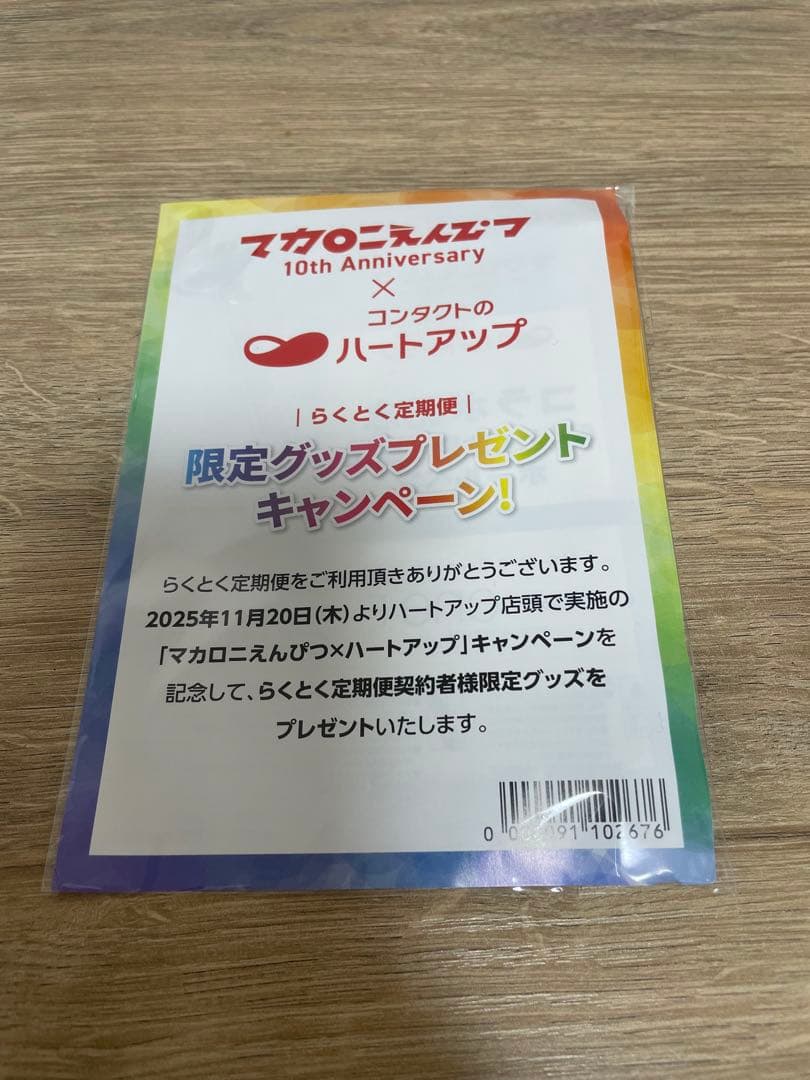 マカロニえんぴつ
10th Anniversary
×
コンタクトの
ハートアップ
|らくとく定期便|
限定グッズプレゼント
キャンペーン!
らくとく定期便をご利用頂きありがとうございます。
2025年11月20日(木)よりハートアップ店頭で実施の
「マカロニえんぴつ×ハートアップ」キャンペーンを
記念して、らくとく定期便契約者様限定グッズを
プレゼントいたします。
102676